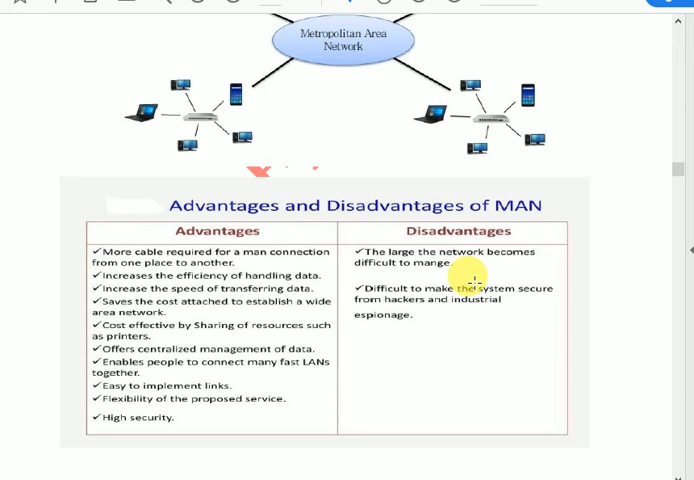 Metropolitan Area
Network
Advantages and Disadvantages of MAN
Advantages
✓More cable required for a man connection
from one place to another.
✓Increases the efficiency of handling data.
✓Increase the speed of transferring data.
✓Saves the cost attached to establish a wide
area network.
✓Cost effective by Sharing of resources such
as printers.
✓Offers centralized management of data.
✓Enables people to connect many fast LANs
together.
✓Easy to implement links.
✓Flexibility of the proposed service.
✓High security.
Disadvantages
✓The large the network becomes
difficult to mange.
✓Difficult to make the system secure
from hackers and industrial
espionage.